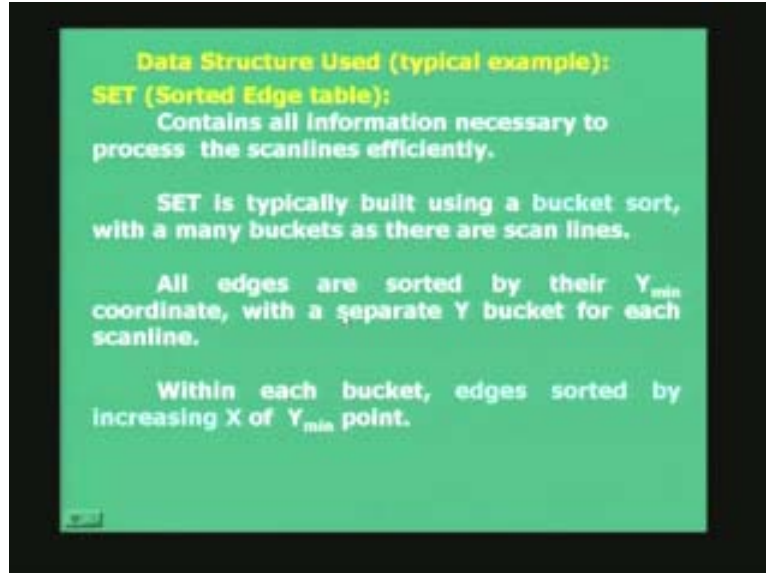 Data Structure Used (typical example):
SET (Sorted Edge table):
Contains all information necessary to
process the scanlines efficiently.
SET is typically built using a bucket sort,
with a many buckets as there are scan lines.
All edges are sorted by their Ymin
coordinate, with a separate Y bucket for each
scanline.
Within each bucket, edges sorted by
increasing X of Ymin point.